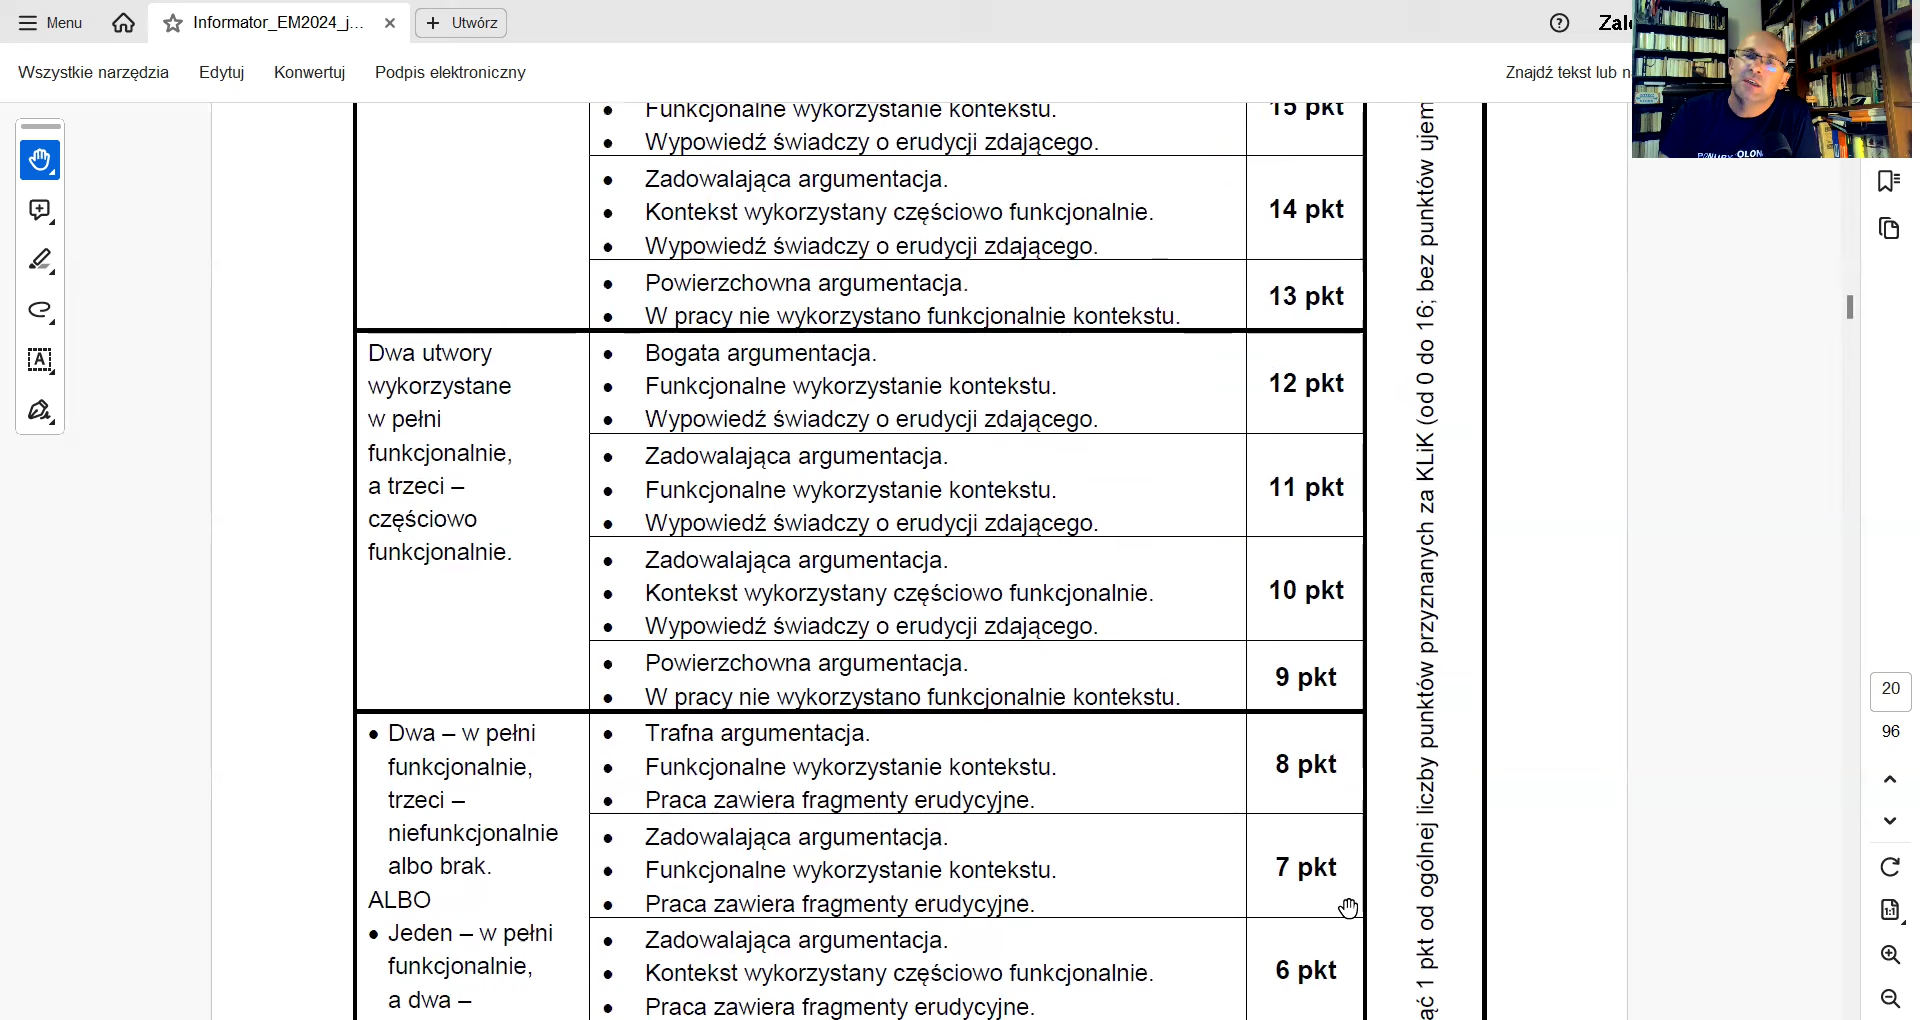 Menu
Informator_EM2024_j...
Utwórz
Wszystkie narzędzia
Edytuj
Konwertuj
Podpis elektroniczny
Znajdź tekst lub n
• Funkcjonalne wykorzystanie kontekstu.
• Wypowiedź świadczy o erudycji zdającego.
15 pkt
• Zadowalająca argumentacja.
• Kontekst wykorzystany częściowo funkcjonalnie.
• Wypowiedź świadczy o erudycji zdającego.
14 pkt
• Powierzchowna argumentacja.
• W pracy nie wykorzystano funkcjonalnie kontekstu.
13 pkt
Dwa utwory
wykorzystane
w pełni
funkcjonalnie,
a trzeci –
częściowo
funkcjonalnie.
• Bogata argumentacja.
• Funkcjonalne wykorzystanie kontekstu.
• Wypowiedź świadczy o erudycji zdającego.
12 pkt
• Zadowalająca argumentacja.
• Funkcjonalne wykorzystanie kontekstu.
• Wypowiedź świadczy o erudycji zdającego.
11 pkt
• Zadowalająca argumentacja.
• Kontekst wykorzystany częściowo funkcjonalnie.
• Wypowiedź świadczy o erudycji zdającego.
10 pkt
• Powierzchowna argumentacja.
• W pracy nie wykorzystano funkcjonalnie kontekstu.
9 pkt
• Dwa – w pełni
funkcjonalnie,
trzeci –
niefunkcjonalnie
albo brak.
ALBO
• Jeden – w pełni
funkcjonalnie,
a dwa –
• Trafna argumentacja.
• Funkcjonalne wykorzystanie kontekstu.
• Praca zawiera fragmenty erudycyjne.
8 pkt
• Zadowalająca argumentacja.
• Funkcjonalne wykorzystanie kontekstu.
• Praca zawiera fragmenty erudycyjne.
7 pkt
• Zadowalająca argumentacja.
• Kontekst wykorzystany częściowo funkcjonalnie.
• Praca zawiera fragmenty erudycyjne.
6 pkt
ąć 1 pkt od ogólnej liczby punktów przyznanych za KLiK (od 0 do 16; bez punktów ujem
20
96